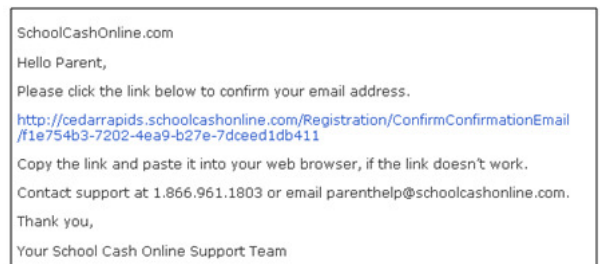 SchoolCashOnline.com
Hello Parent,
Please click the link below to confirm your email address.
http://cedarrapids.schoolcashonline.com/Registration/ConfirmConfirmationEmail
/f1e754b3-7202-4ea9-b27e-7dceed1db411
Copy the link and paste it into your web browser, if the link doesn't work.
Contact support at 1.866.961.1803 or email parenthelp@schoolcashonline.com.
Thank you,
Your School Cash Online Support Team